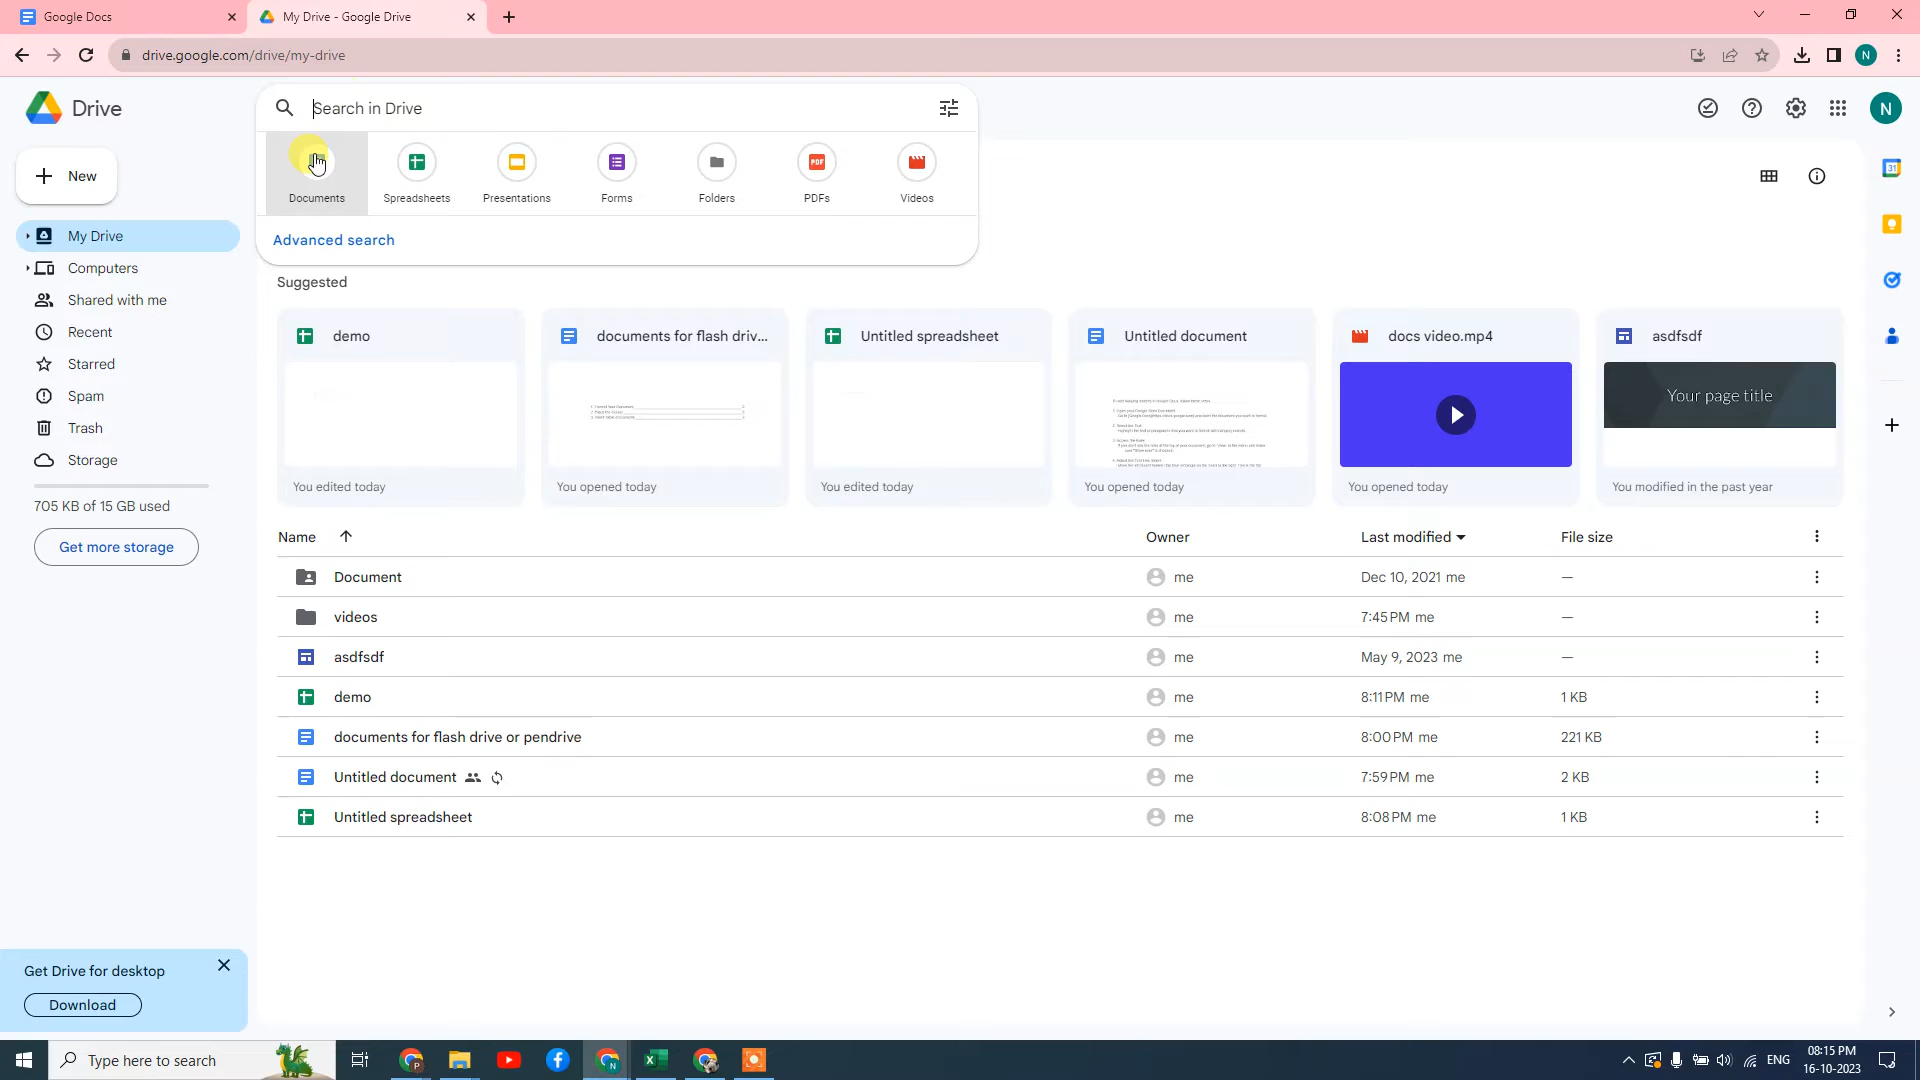 Google Docs
My Drive - Google Drive
drive.google.com/drive/my-drive
N
Drive
Search in Drive
N
New
Documents
Spreadsheets
Presentations
Forms
Folders
PDF
PDFs
Videos
31
Advanced search
My Drive
Computers
Shared with me
Recent
Starred
Spam
Trash
Storage
705 KB of 15 GB used
Get more storage
Suggested
demo
You edited today
documents for flash driv...
You opened today
Untitled spreadsheet
You edited today
Untitled document
You opened today
docs video.mp4
You opened today
asdfsdf
Your page title
You modified in the past year
Name Owner Last modified File size
Document me Dec 10, 2021 me —
videos me 7:45 PM me —
asdfsdf me May 9, 2023 me —
demo me 8:11 PM me 1 KB
documents for flash drive or pendrive me 8:00 PM me 221 KB
Untitled document me 7:59 PM me 2 KB
Untitled spreadsheet me 8:08 PM me 1 KB
Get Drive for desktop
Download
Type here to search
P
N
ENG
08:15 PM
16-10-2023